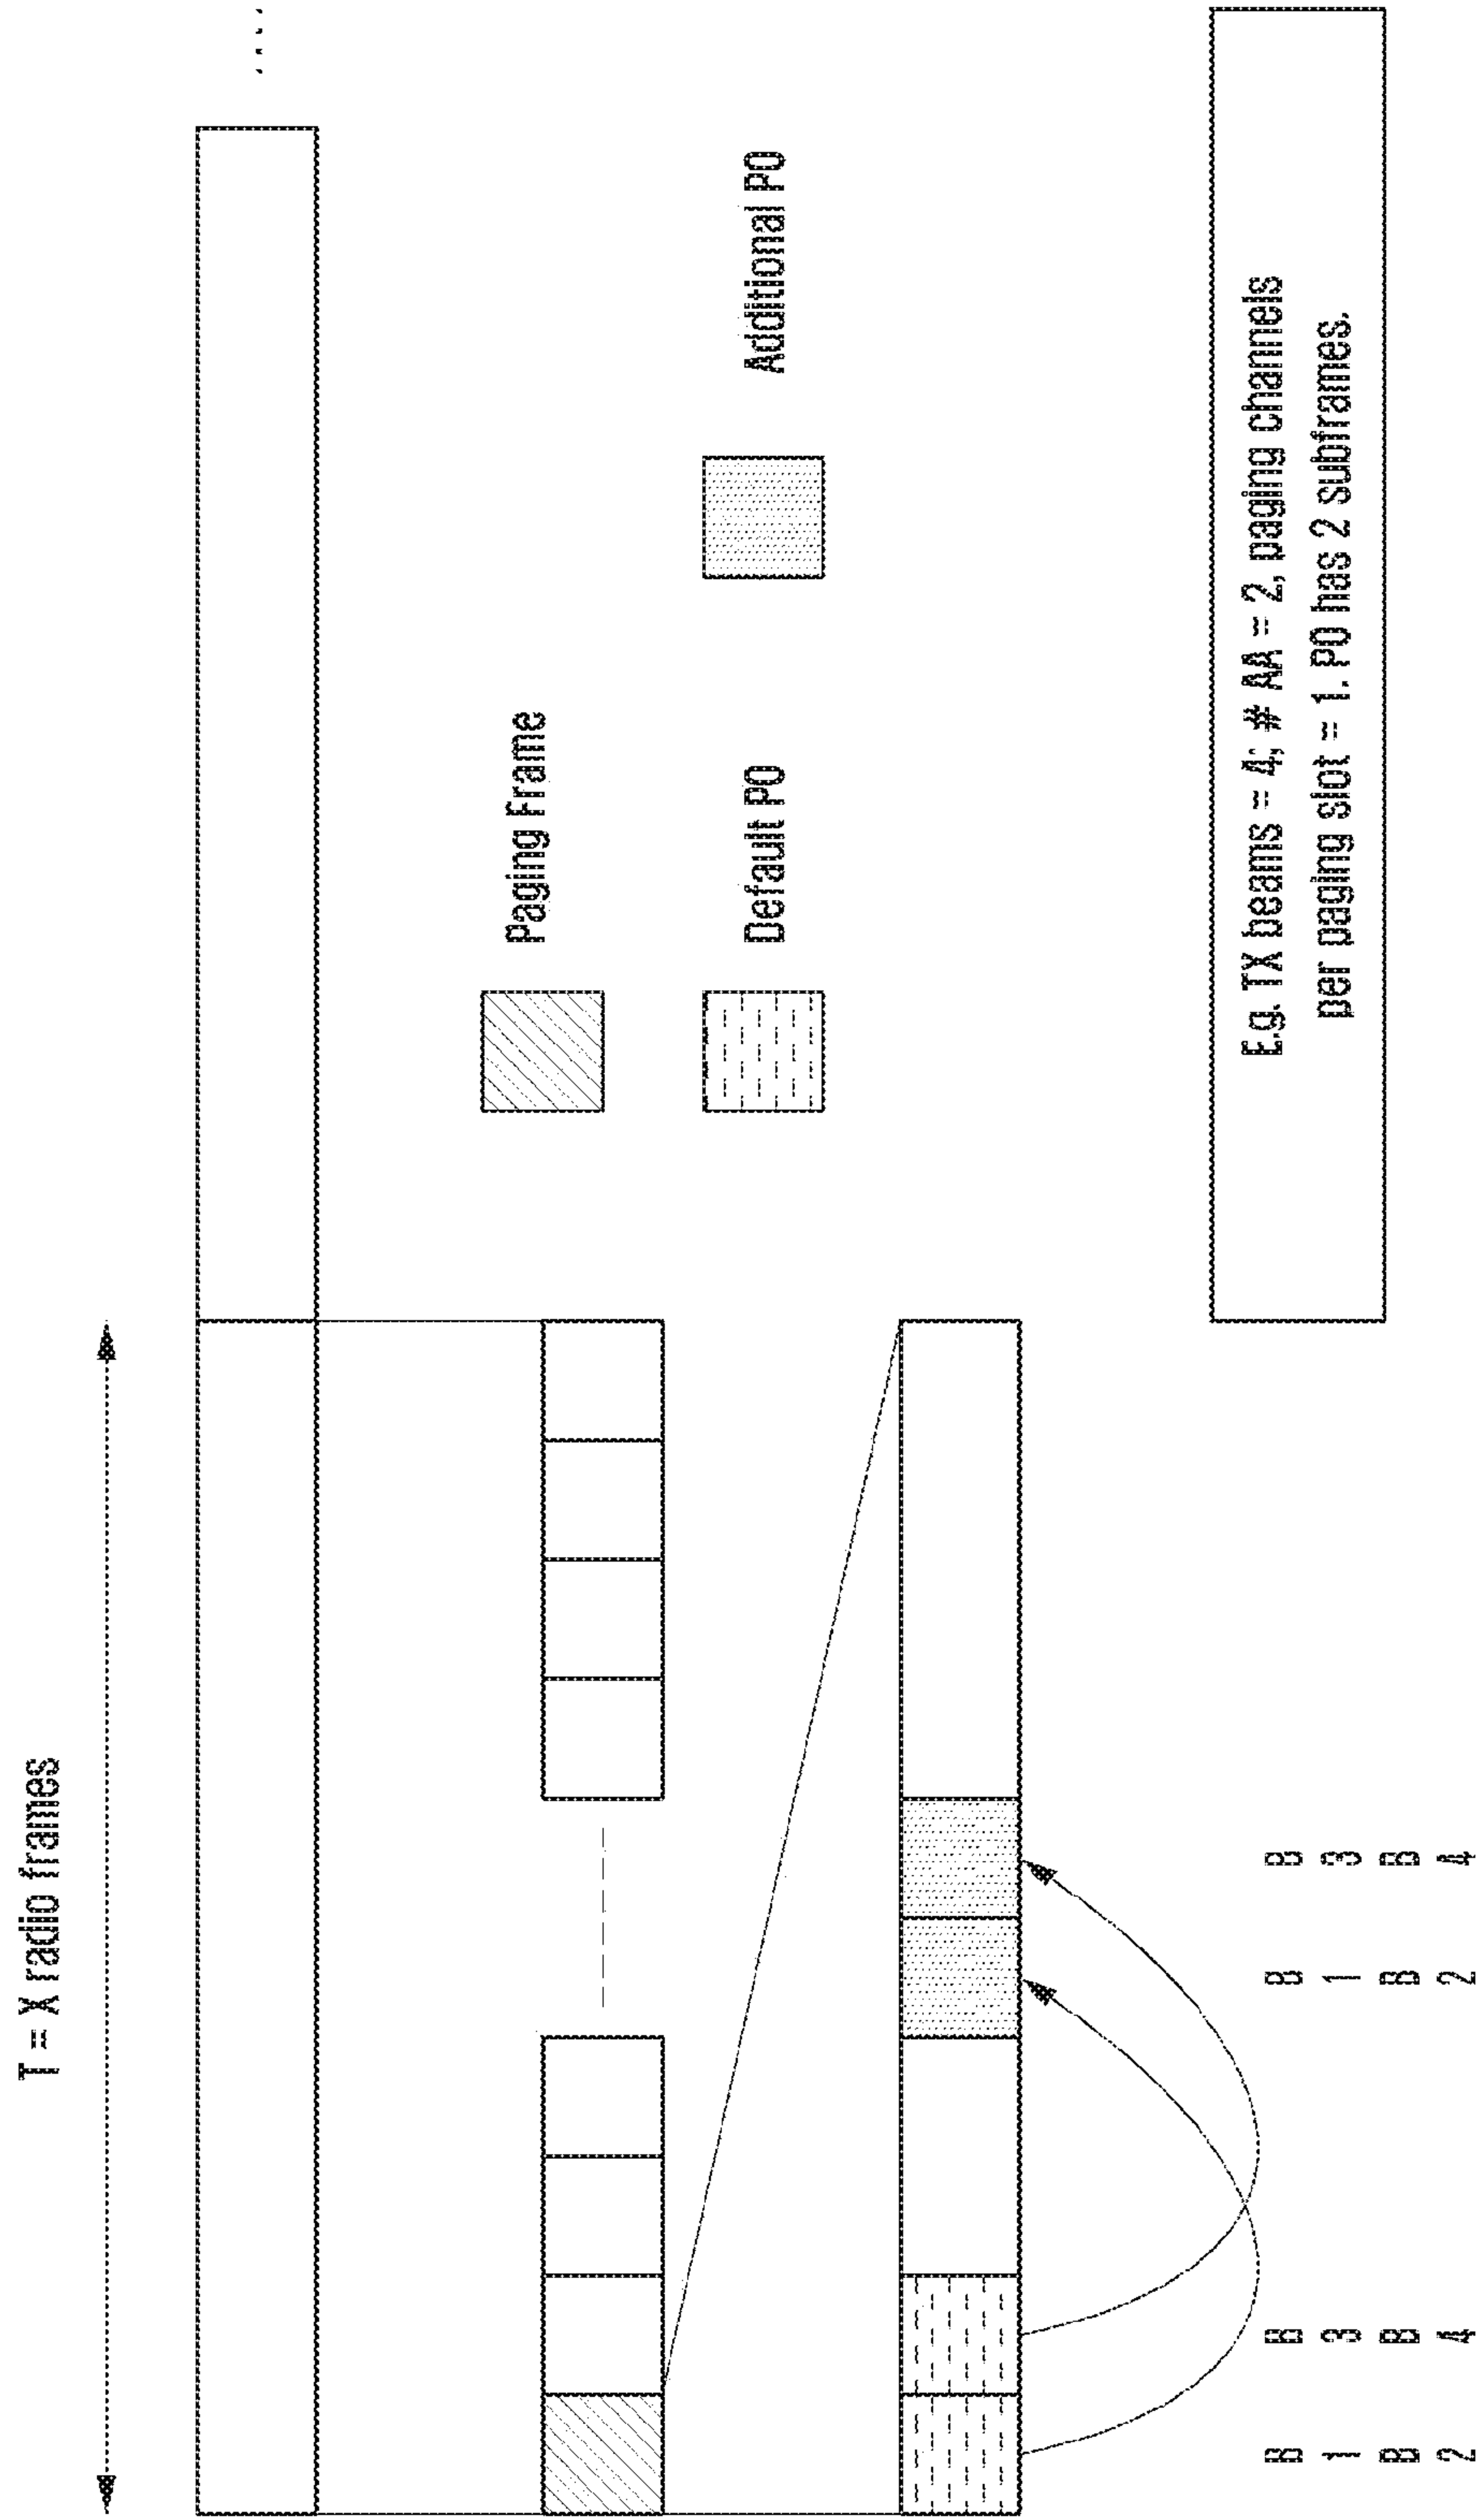 T = X radio frames
Paging Frame
Default PO
Additional PO
B B B B
1 3 1 3
B B B B
2 4 2 4
E.g. TX beams = 4; # AA = 2, paging channels
per paging slot = 1. PO has 2 subframes.